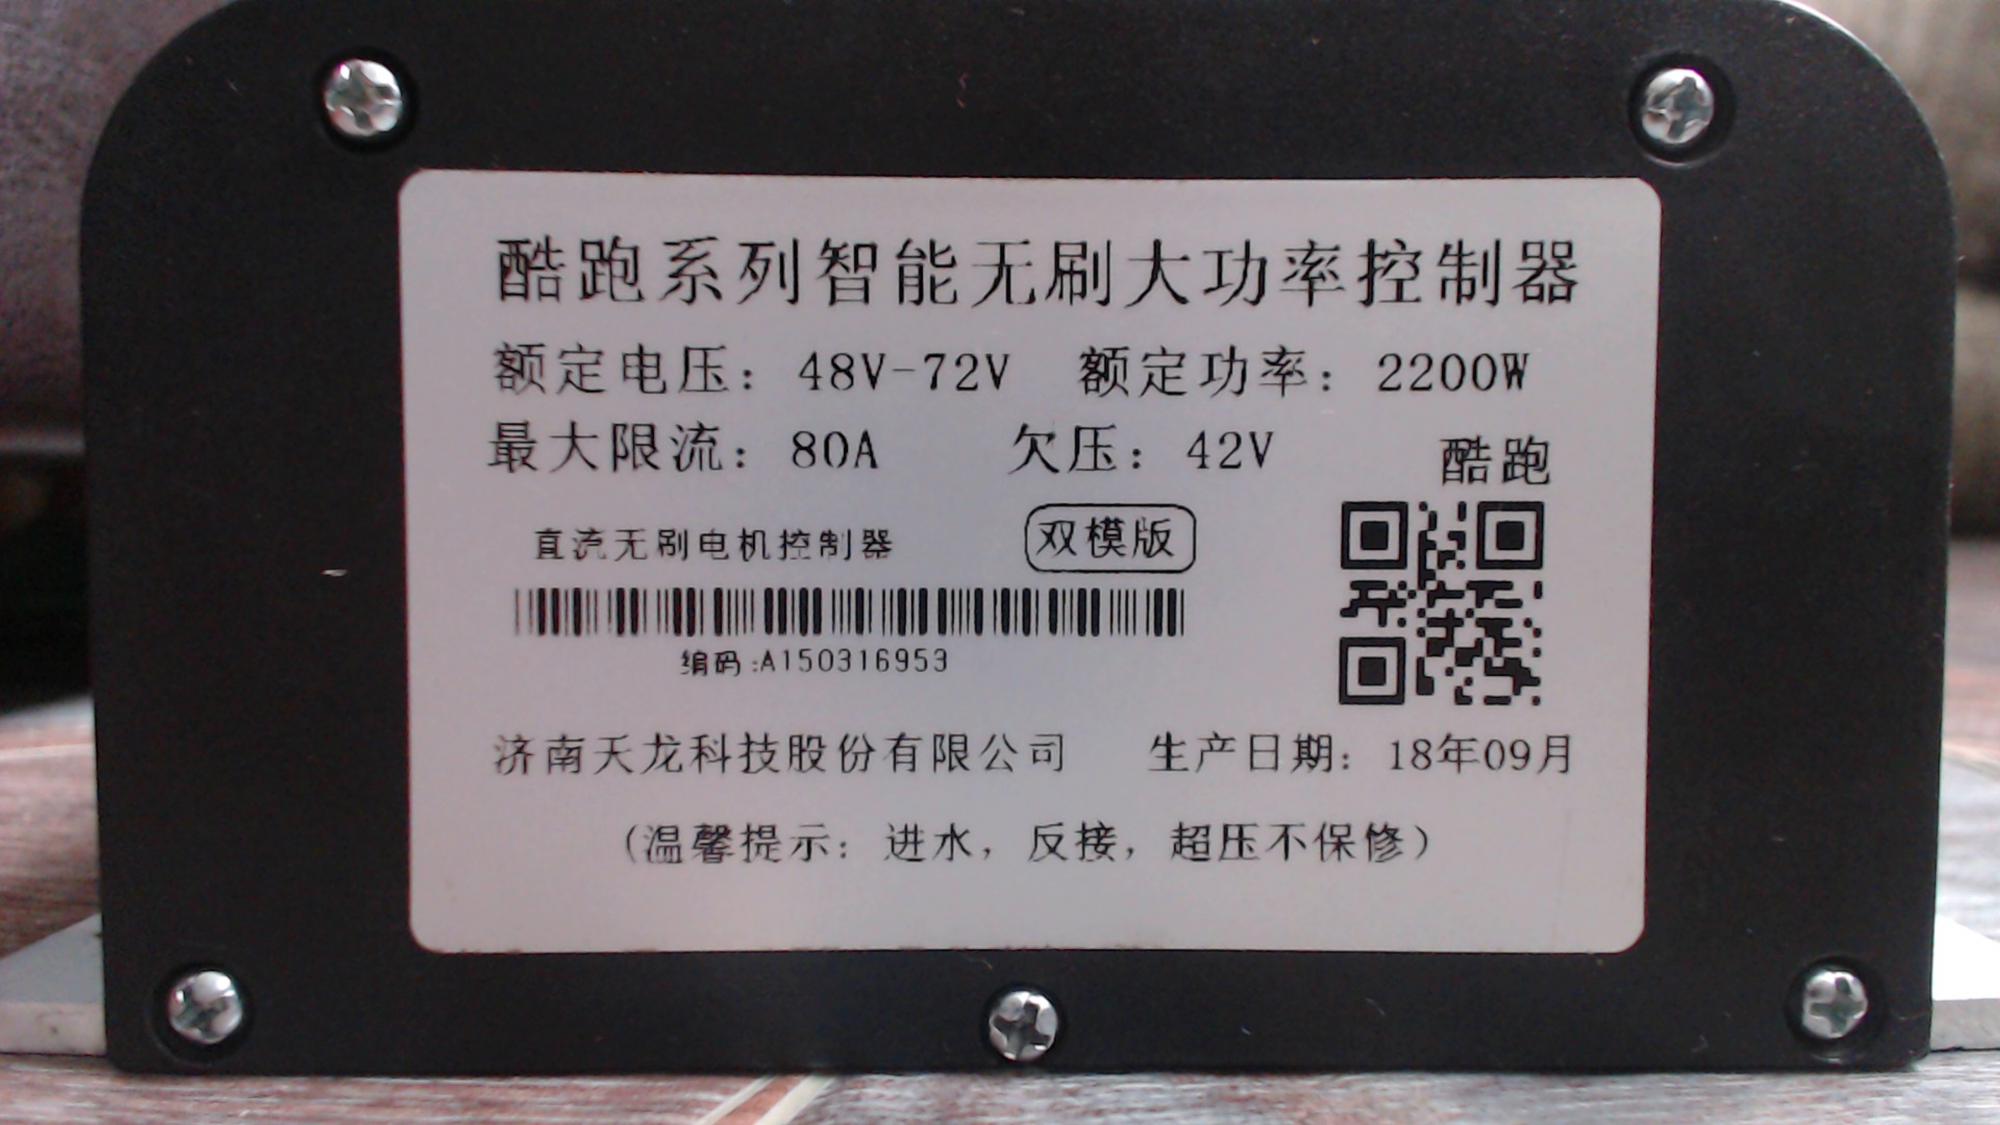 酷跑系列智能无刷大功率控制器
额定电压：48V-72V 额定功率：2200W
最大限流：80A 欠压：42V
酷跑
直流无刷电机控制器 双模版
编码:A150316953
济南天龙科技股份有限公司 生产日期：18年09月
（温馨提示：进水，反接，超压不保修）